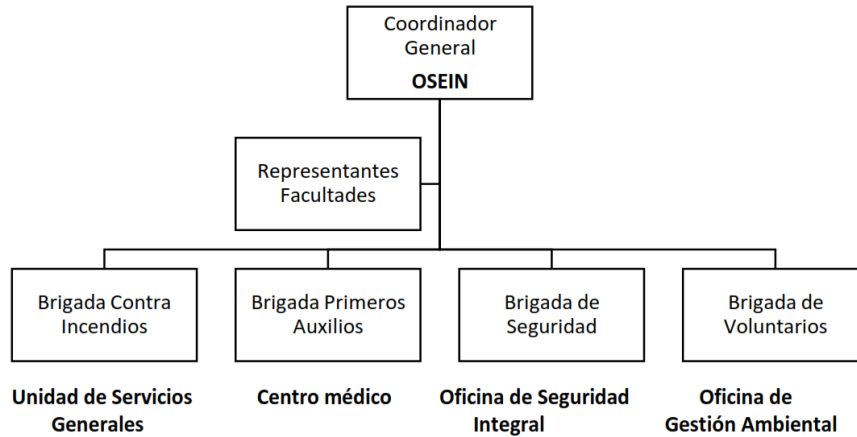 Coordinador
General
OSEIN
Representantes
Facultades
Brigada Contra
Incendios
Brigada Primeros
Auxilios
Brigada de
Seguridad
Brigada de
Voluntarios
Unidad de Servicios
Generales
Centro médico
Oficina de Seguridad
Integral
Oficina de
Gestión Ambiental